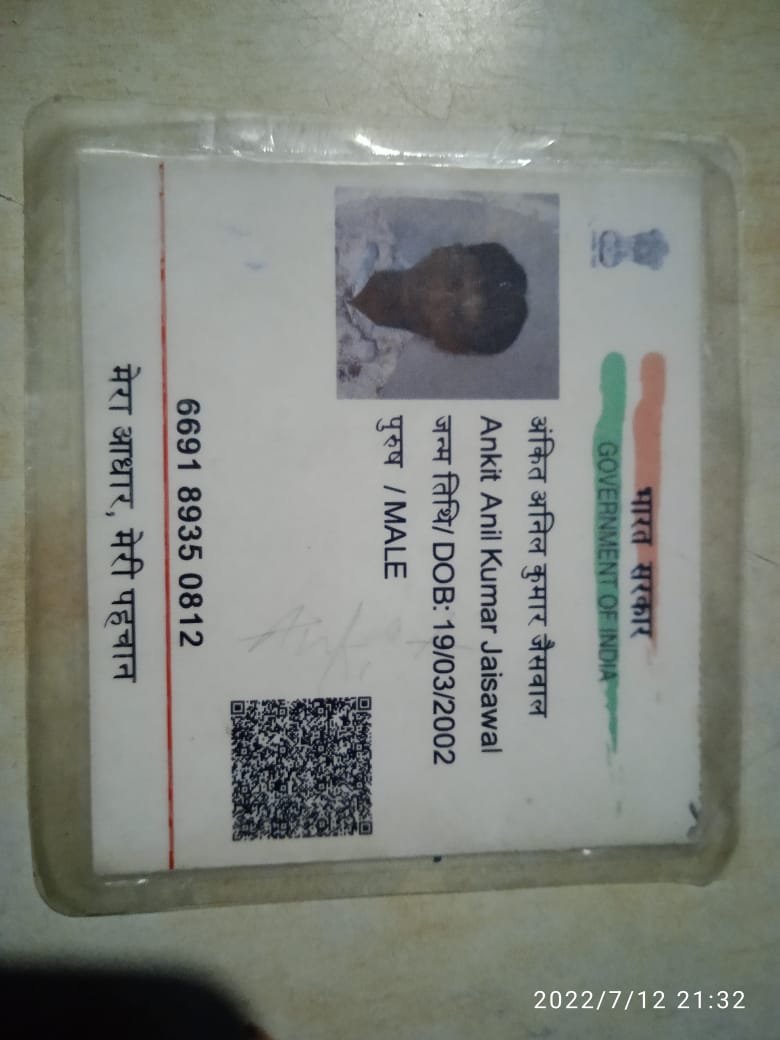 भारत सरकार
GOVERNMENT OF INDIA
अंकित अनिल कुमार जैसवाल
Ankit Anil Kumar Jaisawal
जन्म तिथि/ DOB: 19/03/2002
पुरुष / MALE
6691 8935 0812
मेरा आधार, मेरी पहचान
2022/7/12 21:32